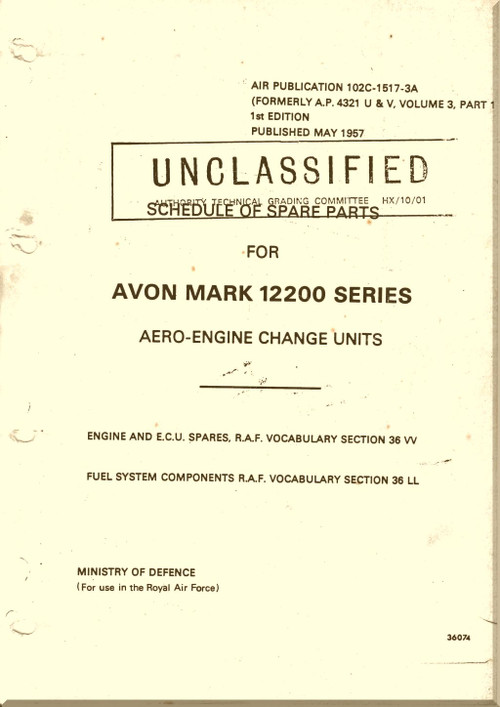 AIR PUBLICATION 102C-1517-3A
(FORMERLY A.P. 4321 U & V, VOLUME 3, PART 1
1st EDITION
PUBLISHED MAY 1957
UNCLASSIFIED
AUTHORITY TECHNICAL GRADING COMMITTEE HX/10/01
SCHEDULE OF SPARE PARTS
FOR
AVON MARK 12200 SERIES
AERO-ENGINE CHANGE UNITS
ENGINE AND E.C.U. SPARES, R.A.F. VOCABULARY SECTION 36 VV
FUEL SYSTEM COMPONENTS R.A.F. VOCABULARY SECTION 36 LL
MINISTRY OF DEFENCE
(For use in the Royal Air Force)
36074